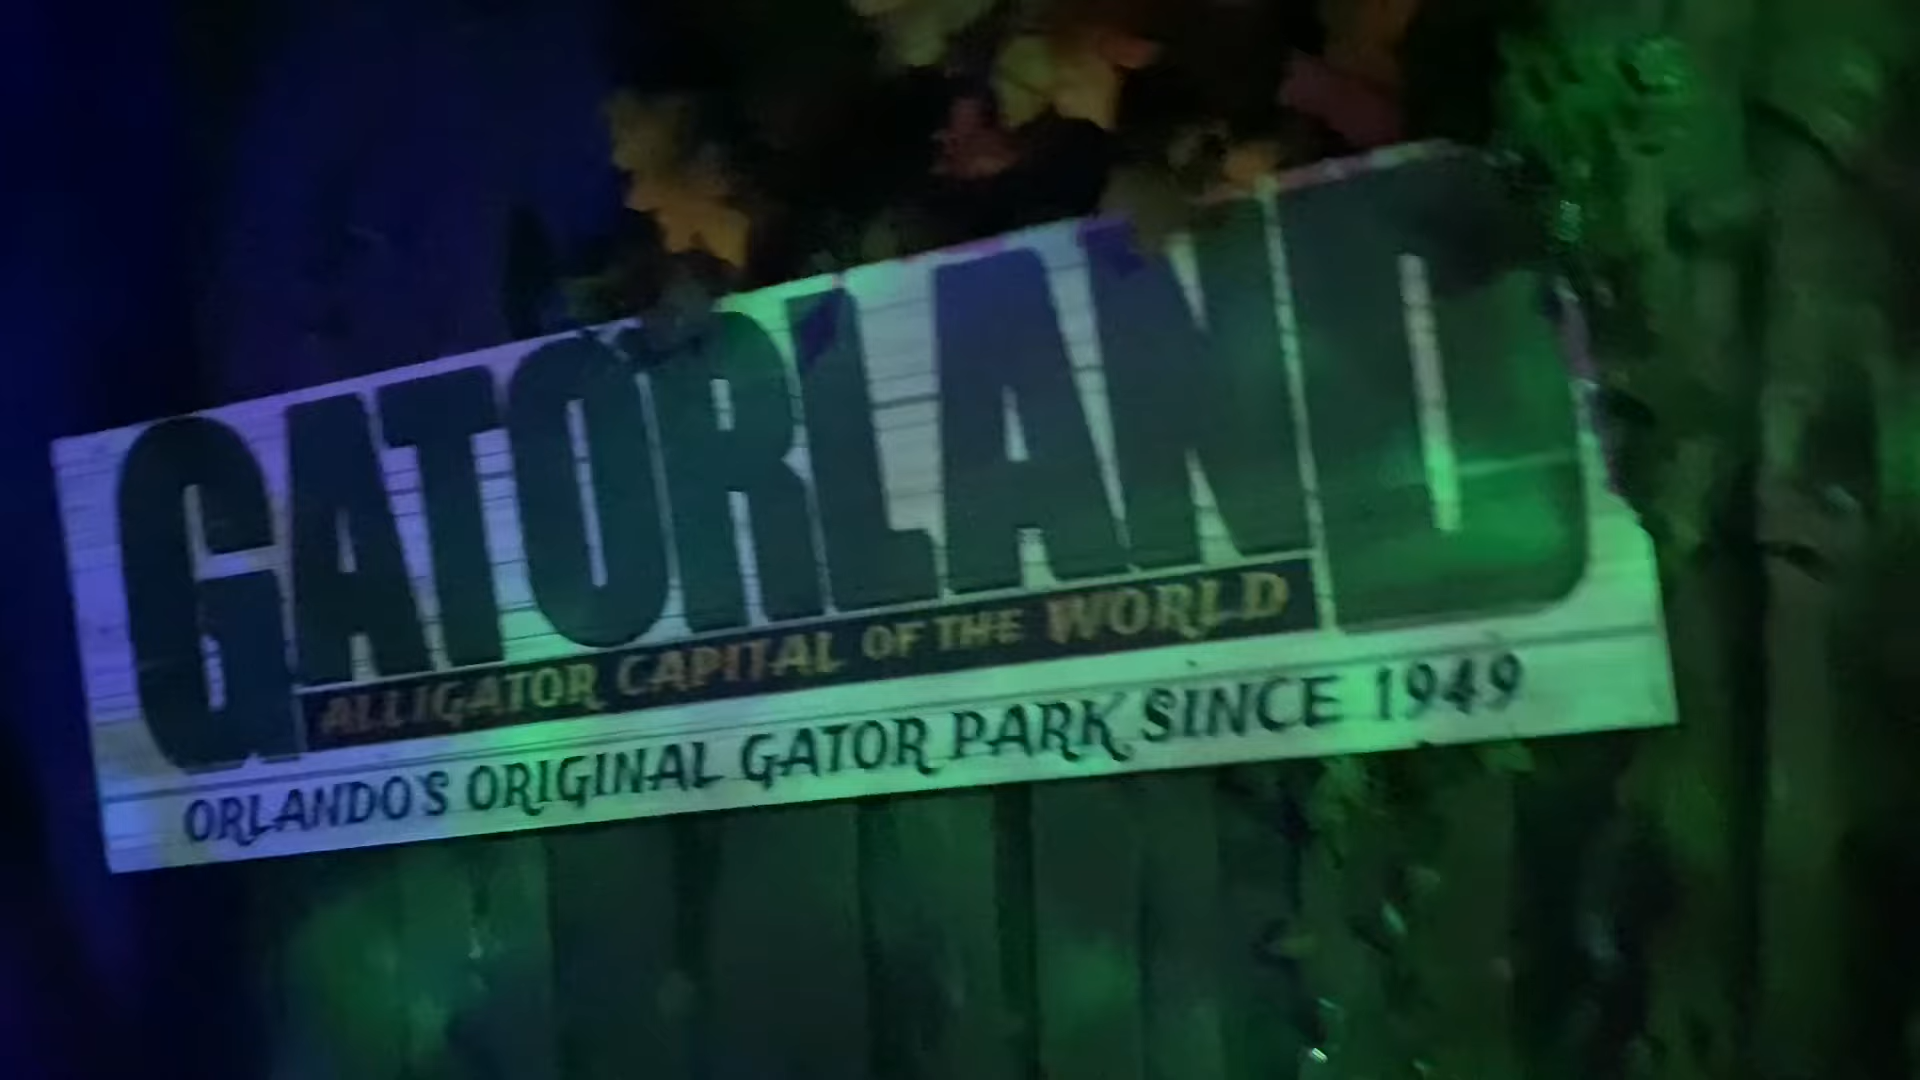 GATORLAND
ALLIGATOR CAPITAL OF THE WORLD
ORLANDO'S ORIGINAL GATOR PARK SINCE 1949